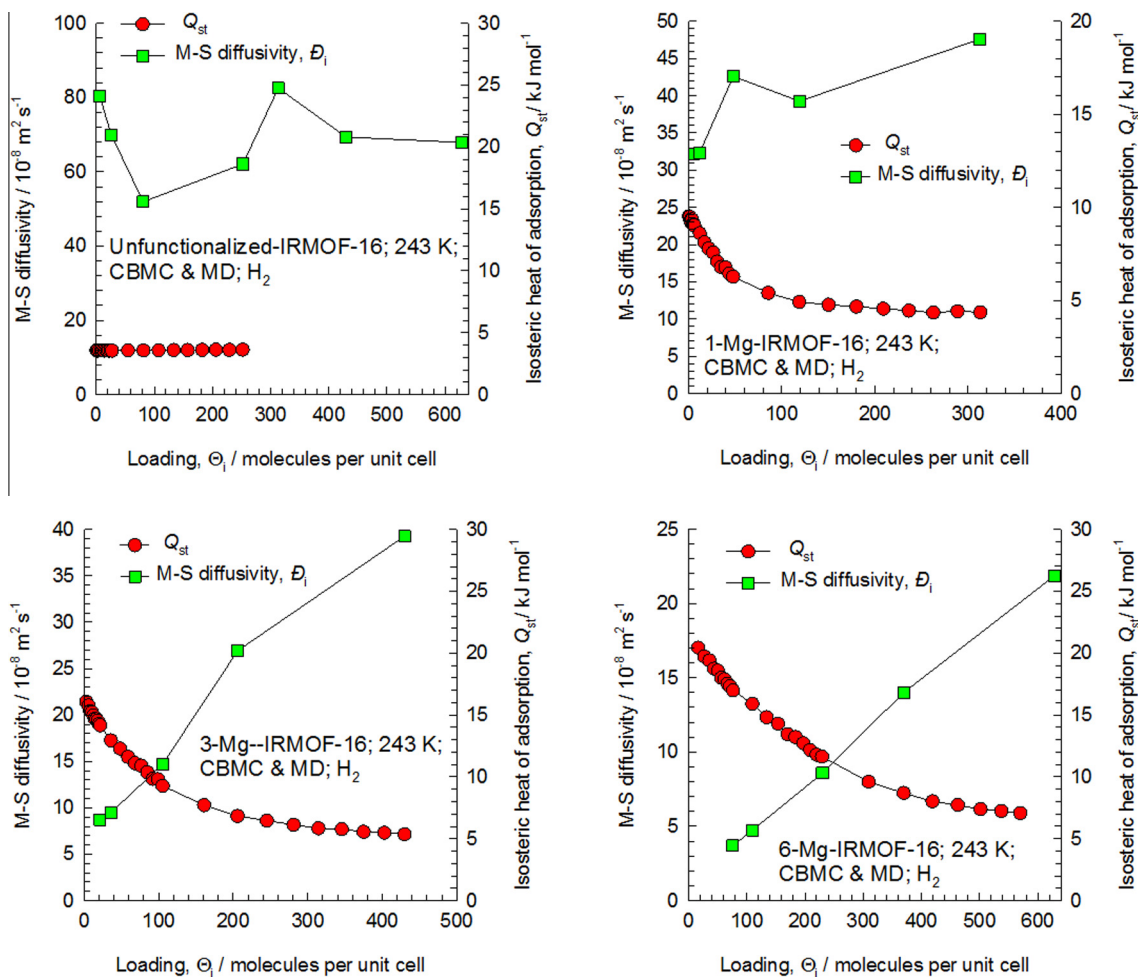 Qst
M-S diffusivity, Đi
M-S diffusivity / 10-8 m2 s-1
100
80
60
40
20
0
Isosteric heat of adsorption, Qst/ kJ mol-1
30
25
20
15
10
5
0
Unfunctionalized-IRMOF-16; 243 K;
CBMC & MD; H2
0 100 200 300 400 500 600
Loading, Θi / molecules per unit cell
Qst
M-S diffusivity, Đi
M-S diffusivity / 10-8 m2 s-1
50
45
40
35
30
25
20
15
10
5
0
Isosteric heat of adsorption, Qst/ kJ mol-1
20
15
10
5
0
1-Mg-IRMOF-16; 243 K;
CBMC & MD; H2
0 100 200 300 400
Loading, Θi / molecules per unit cell
Qst
M-S diffusivity, Đi
M-S diffusivity / 10-8 m2 s-1
40
35
30
25
20
15
10
5
0
Isosteric heat of adsorption, Qst/ kJ mol-1
30
25
20
15
10
5
0
3-Mg--IRMOF-16; 243 K;
CBMC & MD; H2
0 100 200 300 400 500
Loading, Θi / molecules per unit cell
Qst
M-S diffusivity, Đi
M-S diffusivity / 10-8 m2 s-1
25
20
15
10
5
0
Isosteric heat of adsorption, Qst/ kJ mol-1
30
25
20
15
10
5
0
6-Mg-IRMOF-16; 243 K;
CBMC & MD; H2
0 100 200 300 400 500 600
Loading, Θi / molecules per unit cell